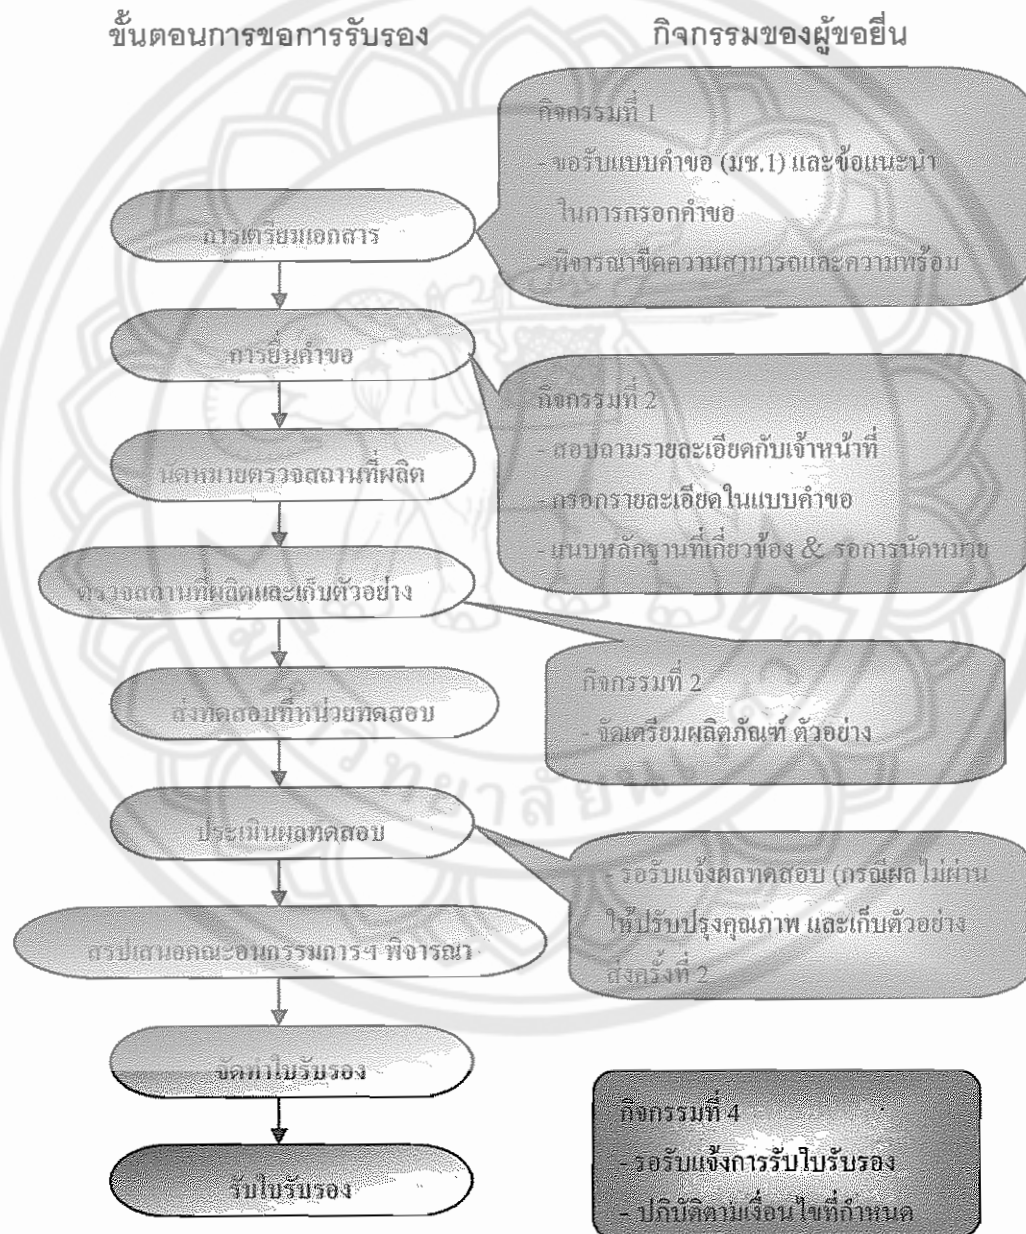 ขั้นตอนการขอการรับรอง
กิจกรรมของผู้ขอยื่น
การเตรียมเอกสาร
การยื่นคำขอ
นัดหมายตรวจสถานที่ผลิต
ตรวจสถานที่ผลิตและเก็บตัวอย่าง
ส่งทดสอบที่หน่วยทดสอบ
ประเมินผลทดสอบ
สรุปเสนอคณะอนุกรรมการฯ พิจารณา
จัดทำใบรับรอง
รับใบรับรอง
กิจกรรมที่ 1
- ขอรับแบบคำขอ (มช.1) และข้อแนะนำ
ในการกรอกคำขอ
- พิจารณาขีดความสามารถและความพร้อม
กิจกรรมที่ 2
- สอบถามรายละเอียดกับเจ้าหน้าที่
- กรอกรายละเอียดในแบบคำขอ
- แนบหลักฐานที่เกี่ยวข้อง & รอการนัดหมาย
กิจกรรมที่ 2
- จัดเตรียมผลิตภัณฑ์ ตัวอย่าง
- รอรับแจ้งผลทดสอบ (กรณีผลไม่ผ่าน
ให้ปรับปรุงคุณภาพ และเก็บตัวอย่าง
ส่งครั้งที่ 2
กิจกรรมที่ 4
- รอรับแจ้งการรับใบรับรอง
- ปฏิบัติตามเงื่อนไขที่กำหนด